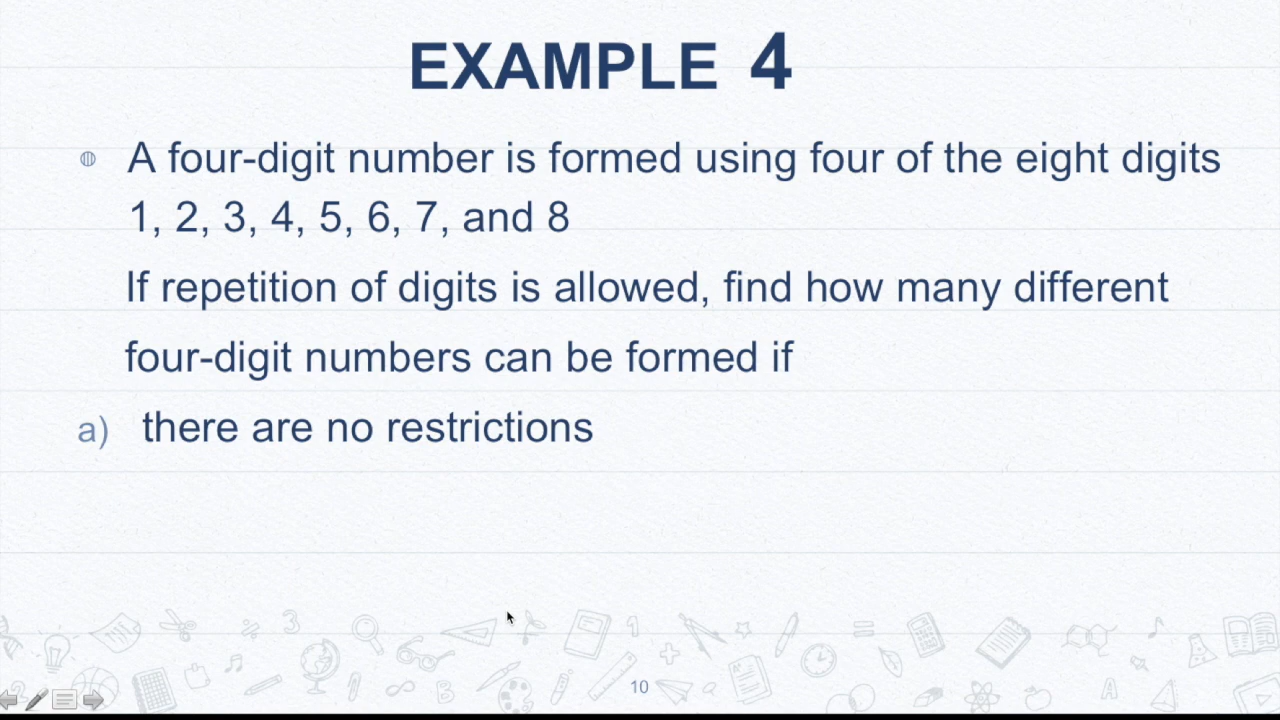 EXAMPLE 4
A four-digit number is formed using four of the eight digits
1, 2, 3, 4, 5, 6, 7, and 8
If repetition of digits is allowed, find how many different
four-digit numbers can be formed if
a) there are no restrictions
10